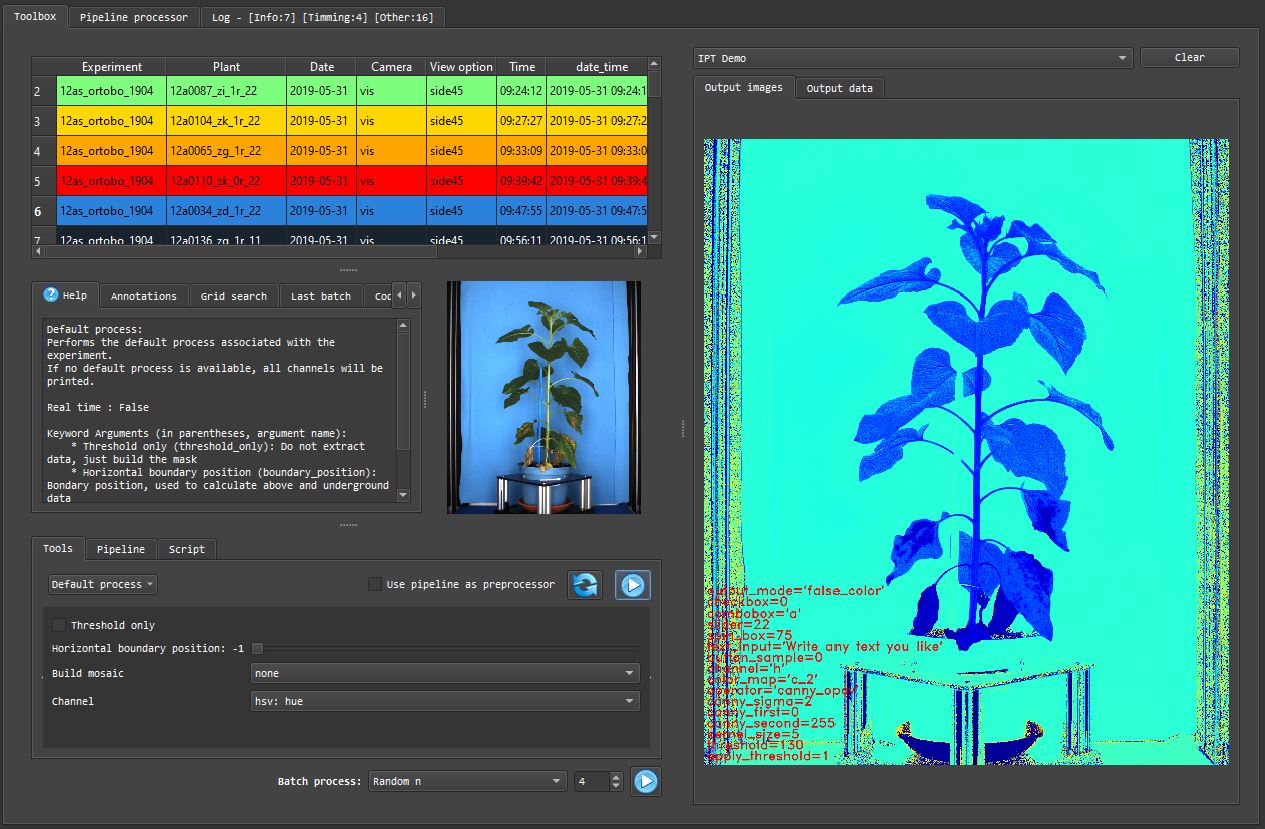 Toolbox
Pipeline processor
Log - [Info:7] [Timming:4] [Other:16]
Experiment Plant Date Camera View option Time date_time
2 12as_ortobo_1904 12a0087_zi_1r_22 2019-05-31 vis side45 09:24:12 2019-05-31 09:24:1
3 12as_ortobo_1904 12a0104_zk_1r_22 2019-05-31 vis side45 09:27:27 2019-05-31 09:27:2
4 12as_ortobo_1904 12a0065_zg_1r_22 2019-05-31 vis side45 09:33:09 2019-05-31 09:33:0
5 12as_ortobo_1904 12a0110_zk_0r_22 2019-05-31 vis side45 09:39:42 2019-05-31 09:39:4
6 12as_ortobo_1904 12a0034_zd_1r_22 2019-05-31 vis side45 09:47:55 2019-05-31 09:47:5
7 12as_ortobo_1904 12a0136_zg_1r_11 2019-05-31 vis side45 09:56:11 2019-05-31 09:56:1
Help
Annotations
Grid search
Last batch
Coc
Default process:
Performs the default process associated with the
experiment.
If no default process is available, all channels will be
printed.
Real time : False
Keyword Arguments (in parentheses, argument name):
* Threshold only (threshold_only): Do not extract
data, just build the mask
* Horizontal boundary position (boundary_position):
Bondary position, used to calculate above and underground
data
Tools
Pipeline
Script
Default process
Use pipeline as preprocessor
Threshold only
Horizontal boundary position: -1
Build mosaic none
Channel hsv: hue
Batch process: Random n 4
IPT Demo
Clear
Output images
Output data
output_mode='false_color'
checkbox=0
combobox='a'
slider=22
spin_box=75
text_input='Write any text you like'
button_sample=0
channel='h'
color_map='c_2'
operator='canny_opcv'
canny_sigma=2
canny_first=0
canny_second=255
kernel_size=5
threshold=130
apply_threshold=1